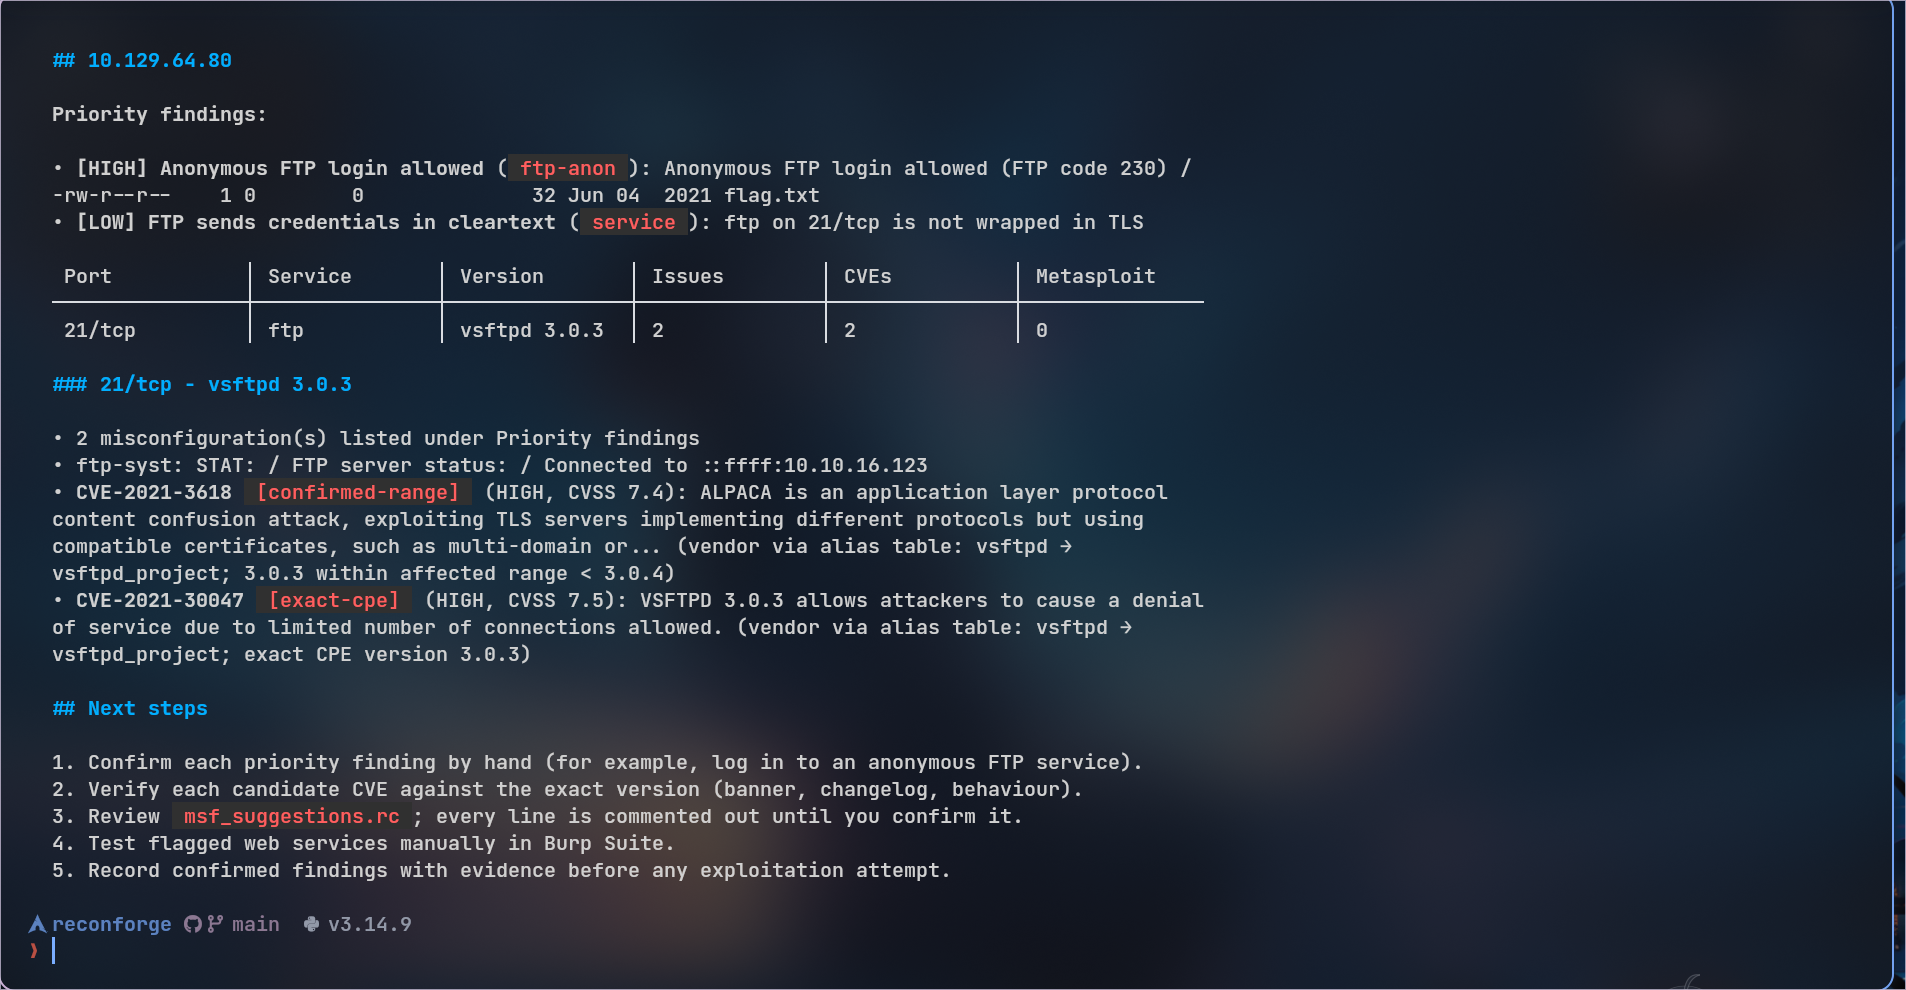 ## 10.129.64.80
Priority findings:
• [HIGH] Anonymous FTP login allowed ( ftp-anon ): Anonymous FTP login allowed (FTP code 230) /
-rw-r--r--    1 0        0              32 Jun 04  2021 flag.txt
• [LOW] FTP sends credentials in cleartext ( service ): ftp on 21/tcp is not wrapped in TLS
Port Service Version Issues CVEs Metasploit
21/tcp ftp vsftpd 3.0.3 2 2 0
### 21/tcp - vsftpd 3.0.3
• 2 misconfiguration(s) listed under Priority findings
• ftp-syst: STAT: / FTP server status: / Connected to ::ffff:10.10.16.123
• CVE-2021-3618 [confirmed-range] (HIGH, CVSS 7.4): ALPACA is an application layer protocol
content confusion attack, exploiting TLS servers implementing different protocols but using
compatible certificates, such as multi-domain or... (vendor via alias table: vsftpd →
vsftpd_project; 3.0.3 within affected range < 3.0.4)
• CVE-2021-30047 [exact-cpe] (HIGH, CVSS 7.5): VSFTPD 3.0.3 allows attackers to cause a denial
of service due to limited number of connections allowed. (vendor via alias table: vsftpd →
vsftpd_project; exact CPE version 3.0.3)
## Next steps
1. Confirm each priority finding by hand (for example, log in to an anonymous FTP service).
2. Verify each candidate CVE against the exact version (banner, changelog, behaviour).
3. Review msf_suggestions.rc ; every line is commented out until you confirm it.
4. Test flagged web services manually in Burp Suite.
5. Record confirmed findings with evidence before any exploitation attempt.
reconforge main v3.14.9
❯